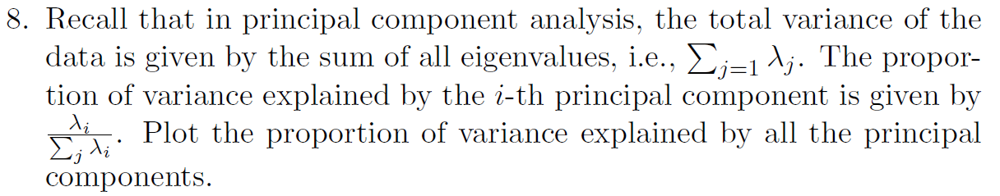 8. Recall that in principal component analysis, the total variance of the
data is given by the sum of all eigenvalues, i.e., $\sum_{j=1} \lambda_j$. The propor-
tion of variance explained by the i-th principal component is given by
$\frac{\lambda_i}{\sum_j \lambda_i}$. Plot the proportion of variance explained by all the principal
components.